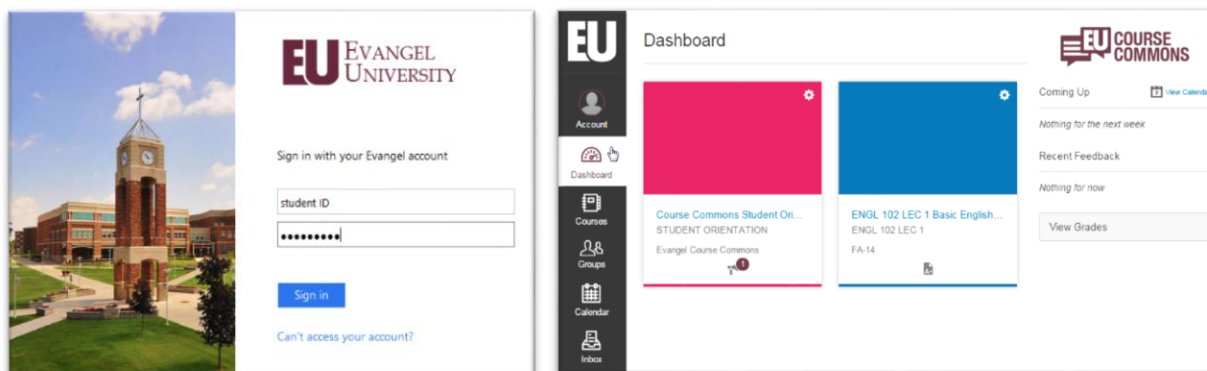 EU EVANGEL
UNIVERSITY
Sign in with your Evangel account
student ID
•••••••••
Sign in
Can't access your account?
EU
Account
Dashboard
Courses
Groups
Calendar
Inbox
Dashboard
Course Commons Student Ori...
STUDENT ORIENTATION
Evangel Course Commons
1
ENGL 102 LEC 1 Basic English...
ENGL 102 LEC 1
FA-14
EU COURSE
COMMONS
Coming Up
7 View Calenda
Nothing for the next week
Recent Feedback
Nothing for now
View Grades